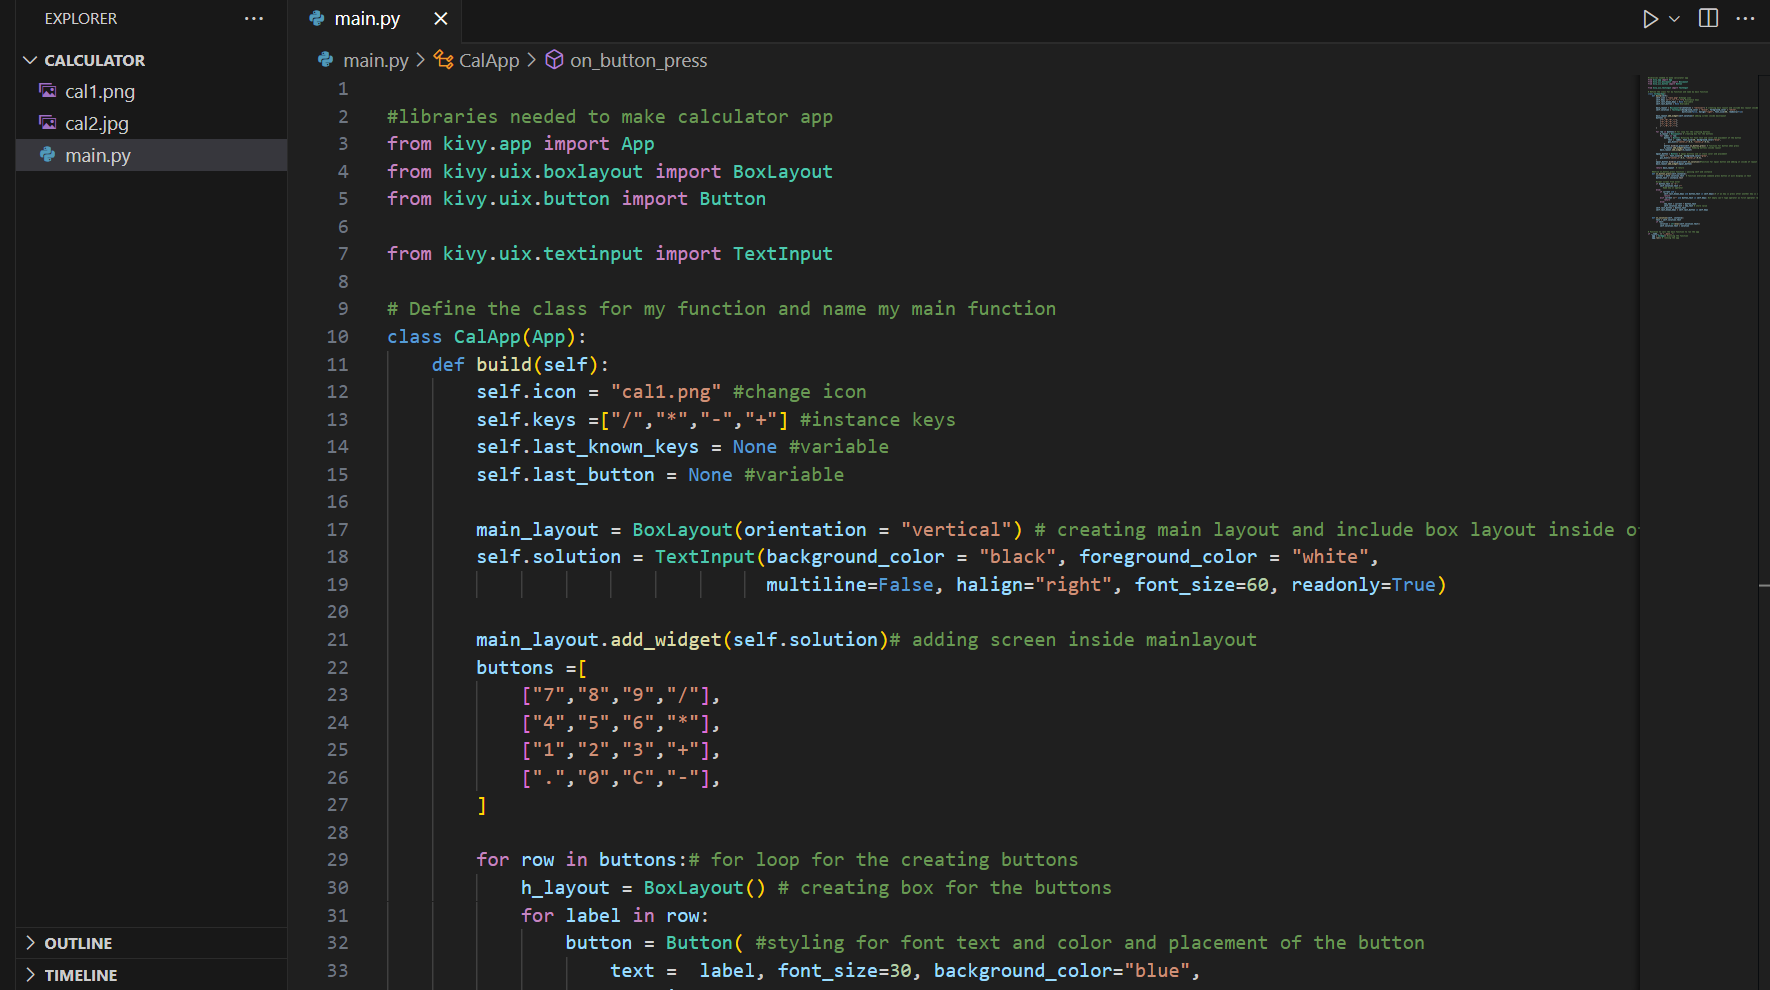 EXPLORER
CALCULATOR
cal1.png
cal2.jpg
main.py
OUTLINE
TIMELINE
main.py
main.py > CalApp > on_button_press
1
2 #libraries needed to make calculator app
3 from kivy.app import App
4 from kivy.uix.boxlayout import BoxLayout
5 from kivy.uix.button import Button
6
7 from kivy.uix.textinput import TextInput
8
9 # Define the class for my function and name my main function
10 class CalApp(App):
11     def build(self):
12         self.icon = "cal1.png" #change icon
13         self.keys =["/","*","-","+"] #instance keys
14         self.last_known_keys = None #variable
15         self.last_button = None #variable
16
17         main_layout = BoxLayout(orientation = "vertical") # creating main layout and include box layout inside o
18         self.solution = TextInput(background_color = "black", foreground_color = "white",
19                                   multiline=False, halign="right", font_size=60, readonly=True)
20
21         main_layout.add_widget(self.solution)# adding screen inside mainlayout
22         buttons =[
23             ["7","8","9","/"],
24             ["4","5","6","*"],
25             ["1","2","3","+"],
26             [".","0","C","-"],
27         ]
28
29         for row in buttons:# for loop for the creating buttons
30             h_layout = BoxLayout() # creating box for the buttons
31             for label in row:
32                 button = Button( #styling for font text and color and placement of the button
33                     text =  label, font_size=30, background_color="blue",